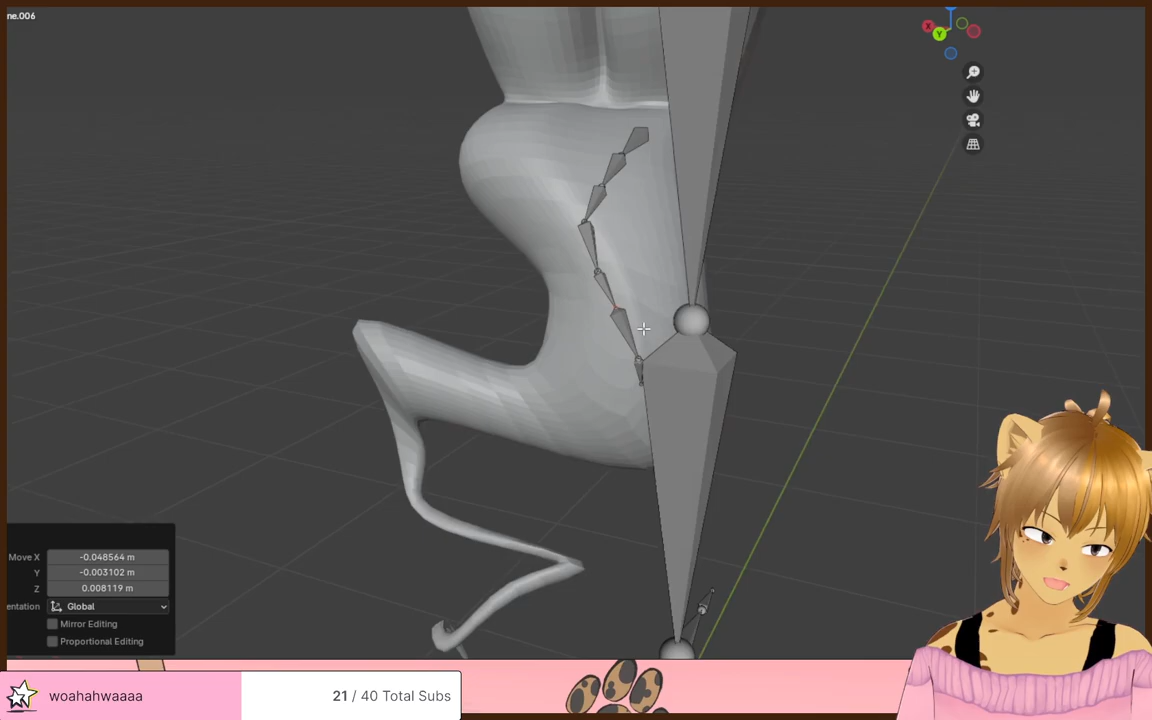 ne.006
X
Y
Move X -0.048564 m
Y -0.003102 m
Z 0.008119 m
entation Global
Mirror Editing
Proportional Editing
woahahwaaaa 21 / 40 Total Subs